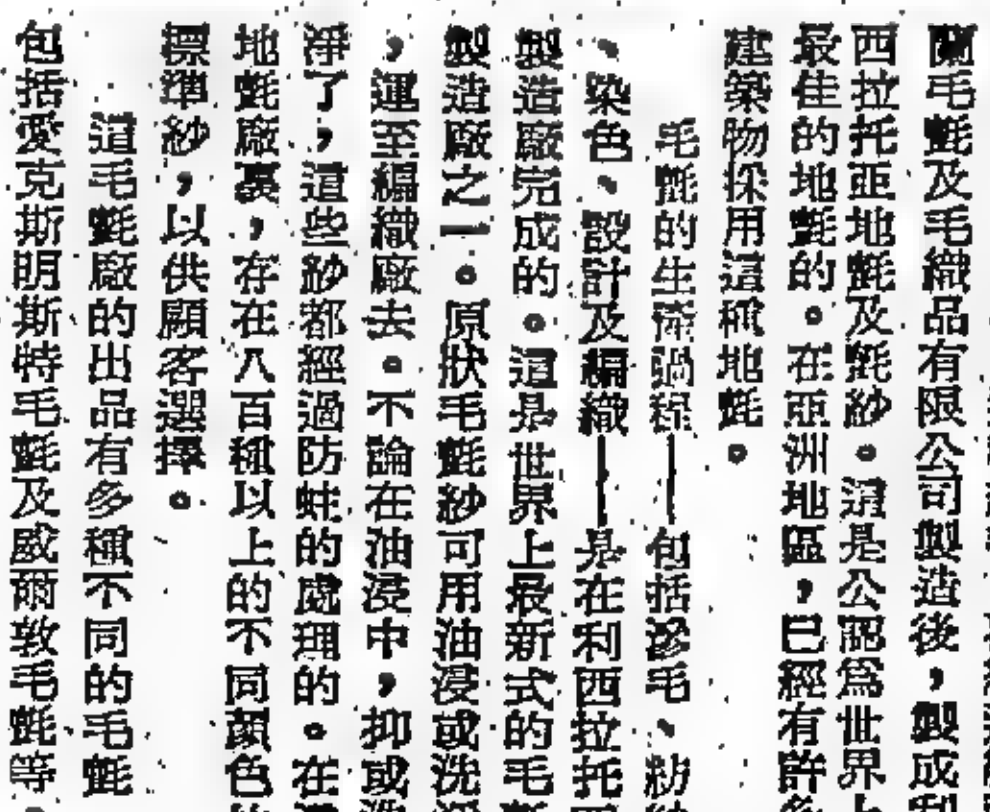 蘭毛氈及毛織品有限公司製造後，製成
西拉托亞地氈及氈紗。這是公認為世界
最佳的地氈的。在亞洲地區，已經有許
建築物採用這種地氈。
毛氈的生產過程——包括滲毛、紡
、染色、設計及編織——是在利西拉托
製造廠完成的。這是世界上最新式的毛
製造廠之一。原狀毛氈紗可用油浸或洗
，運至編織廠去。不論在油浸中，抑或
淨了，這些紗都經過防蛀的處理的。在
地氈廠裏，存在八百種以上的不同顏色
標準紗，以供顧客選擇。
這毛氈廠的出品有多種不同的毛氈
包括愛克斯明斯特毛氈及威爾敦毛氈等。